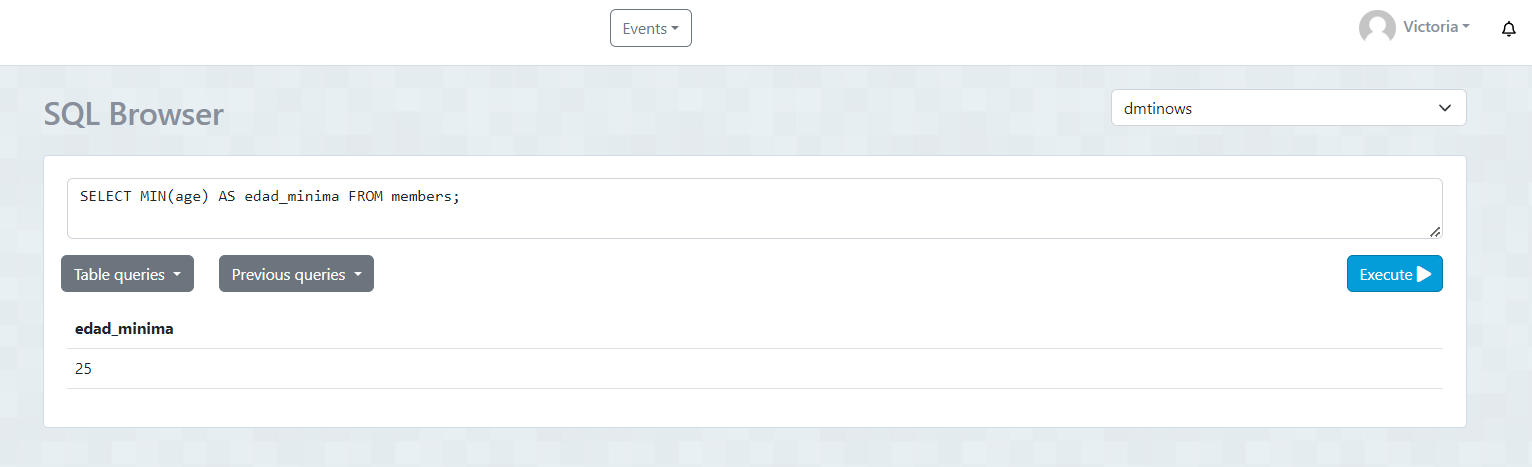 Events
Victoria
SQL Browser
dmtinows
SELECT MIN(age) AS edad_minima FROM members;
Table queries
Previous queries
Execute
edad_minima
25